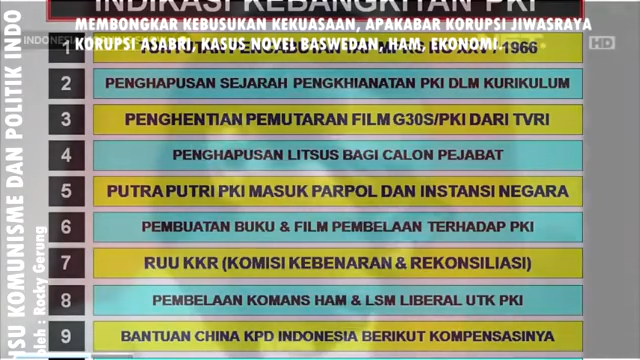 INDIKASI KEBANGKITAN PKI
MEMBONGKAR KEBUSUKAN KEKUASAAN, APAKABAR KORUPSI JIWASRAYA
KORUPSI ASABRI, KASUS NOVEL BASWEDAN, HAM, EKONOMI...
HD
1 1966
2 PENGHAPUSAN SEJARAH PENGKHIANATAN PKI DLM KURIKULUM
3 PENGHENTIAN PEMUTARAN FILM G30S/PKI DARI TVRI
4 PENGHAPUSAN LITSUS BAGI CALON PEJABAT
5 PUTRA PUTRI PKI MASUK PARPOL DAN INSTANSI NEGARA
6 PEMBUATAN BUKU & FILM PEMBELAAN TERHADAP PKI
7 RUU KKR (KOMISI KEBENARAN & REKONSILIASI)
8 PEMBELAAN KOMANS HAM & LSM LIBERAL UTK PKI
9 BANTUAN CHINA KPD INDONESIA BERIKUT KOMPENSASINYA
ISU KOMUNISME DAN POLITIK INDO
oleh : Rocky Gerung